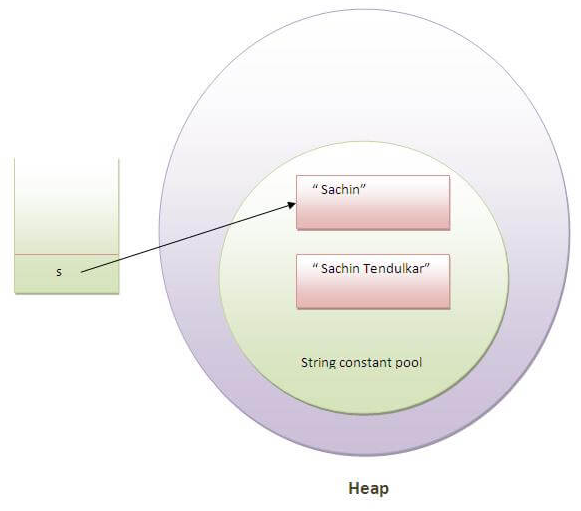 “ Sachin”
s
“ Sachin Tendulkar”
String constant pool
Heap